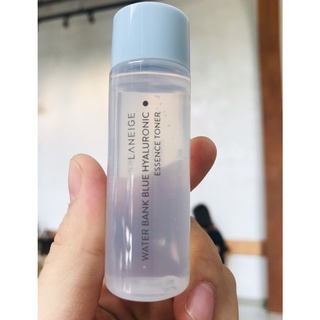 LANEIGE
WATER BANK BLUE HYALURONIC
ESSENCE TONER